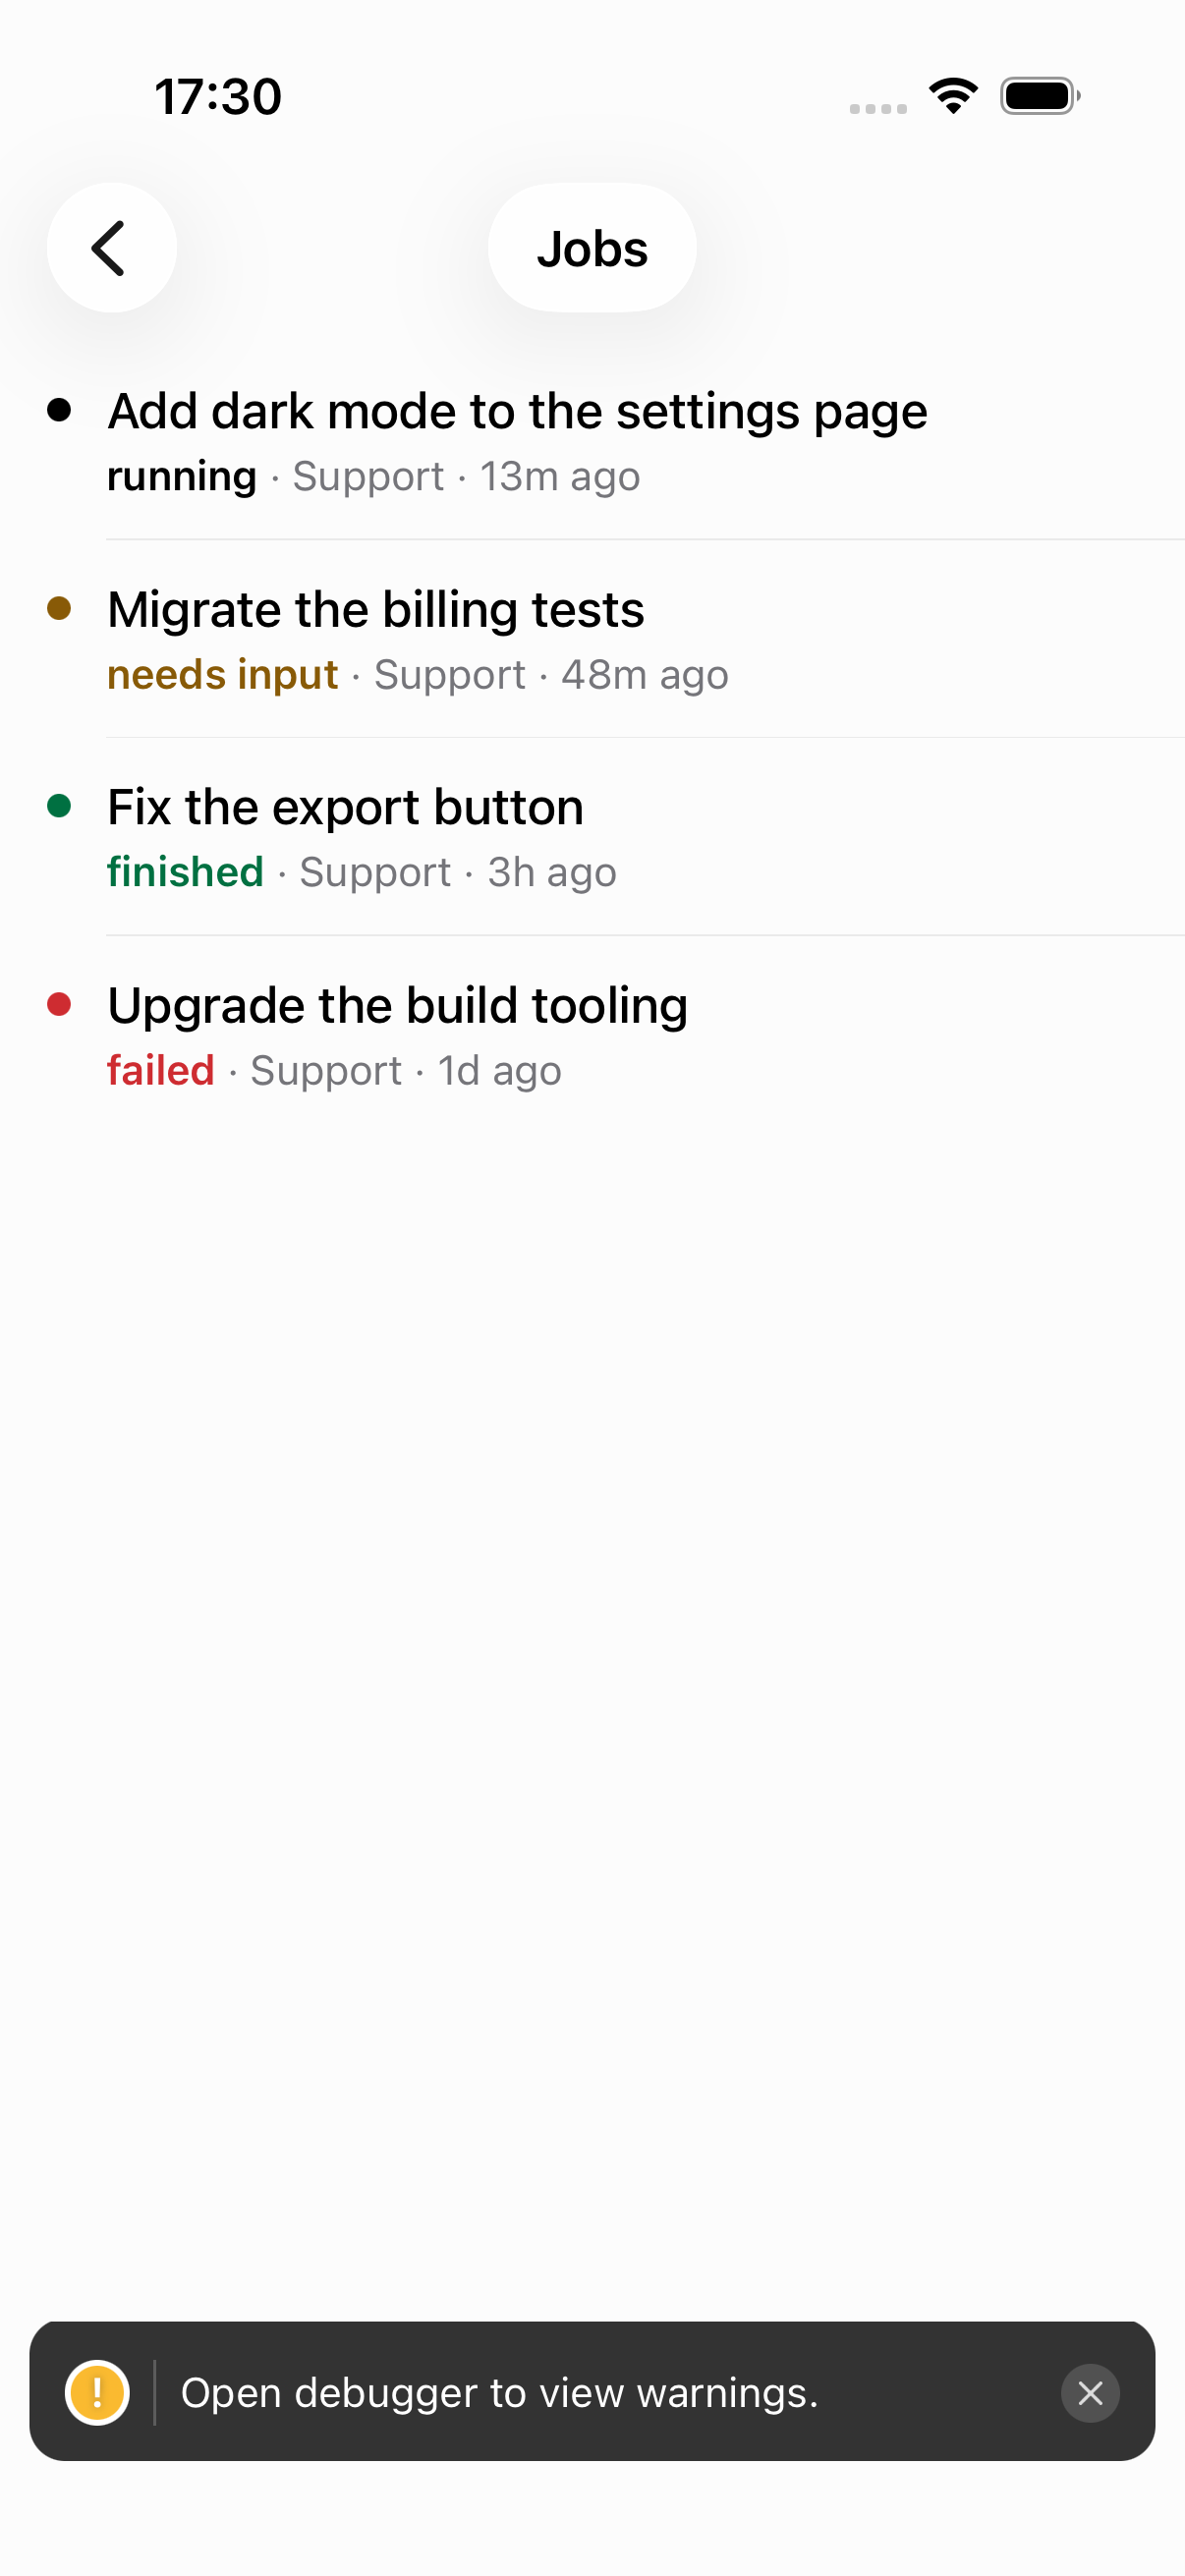 17:30
Jobs
Add dark mode to the settings page
running · Support · 13m ago
Migrate the billing tests
needs input · Support · 48m ago
Fix the export button
finished · Support · 3h ago
Upgrade the build tooling
failed · Support · 1d ago
! Open debugger to view warnings.